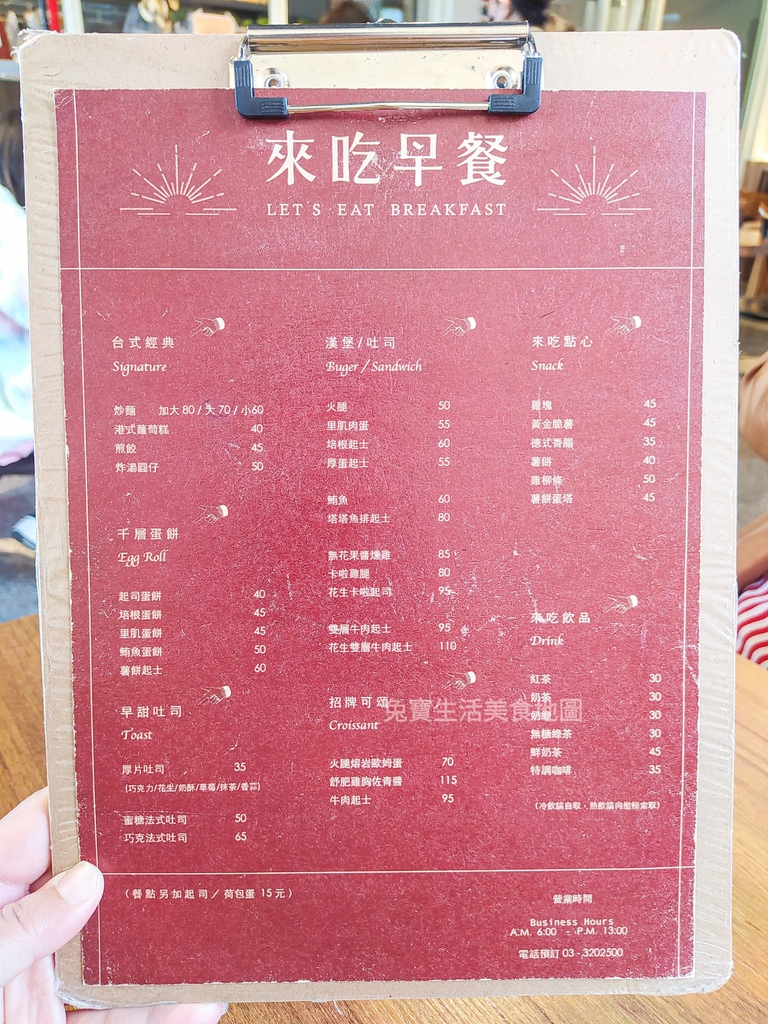 來吃早餐
LET'S EAT BREAKFAST
台式經典
Signature
炒麵 加大 80 / 大 70 / 小60
港式蘿蔔糕 40
煎餃 45
炸湯圓仔 50
千層蛋餅
Egg Roll
起司蛋餅 40
培根蛋餅 45
里肌蛋餅 45
鮪魚蛋餅 50
薯餅起士 60
早甜吐司
Toast
厚片吐司 35
(巧克力/花生/奶酥/草莓/抹茶/香蒜)
蜜糖法式吐司 50
巧克法式吐司 65
漢堡/吐司
Buger / Sandwich
火腿 50
里肌肉蛋 55
培根起士 60
厚蛋起士 55
鮪魚 60
塔塔魚排起士 80
無花果醬燻雞 85
卡啦雞腿 80
花生卡啦起司 95
雙層牛肉起士 95
花生雙層牛肉起士 110
招牌可頌
Croissant
火腿熔岩歐姆蛋 70
舒肥雞胸佐青醬 115
牛肉起士 95
來吃點心
Snack
雞塊 45
黃金脆薯 45
德式香腸 35
薯餅 40
雞柳條 50
薯餅蛋塔 45
來吃飲品
Drink
紅茶 30
奶茶 30
奶綠 30
無糖綠茶 30
鮮奶茶 45
特調咖啡 35
(冷飲請自取、熱飲請向櫃檯索取)
兔寶生活美食地圖
(餐點另加起司／荷包蛋 15元)
營業時間
Business Hours
A.M. 6:00 - P.M. 13:00
電話預訂 03 - 3202500